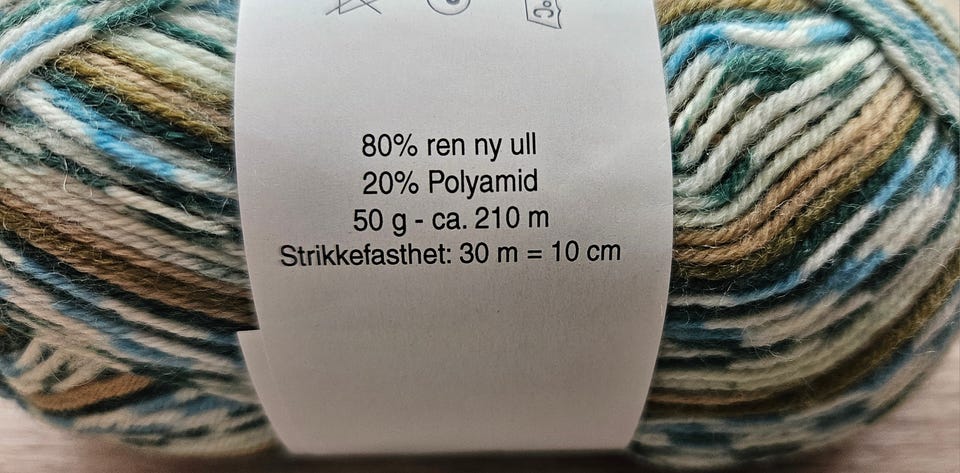 80% ren ny ull
20% Polyamid
50 g - ca. 210 m
Strikkefasthet: 30 m = 10 cm